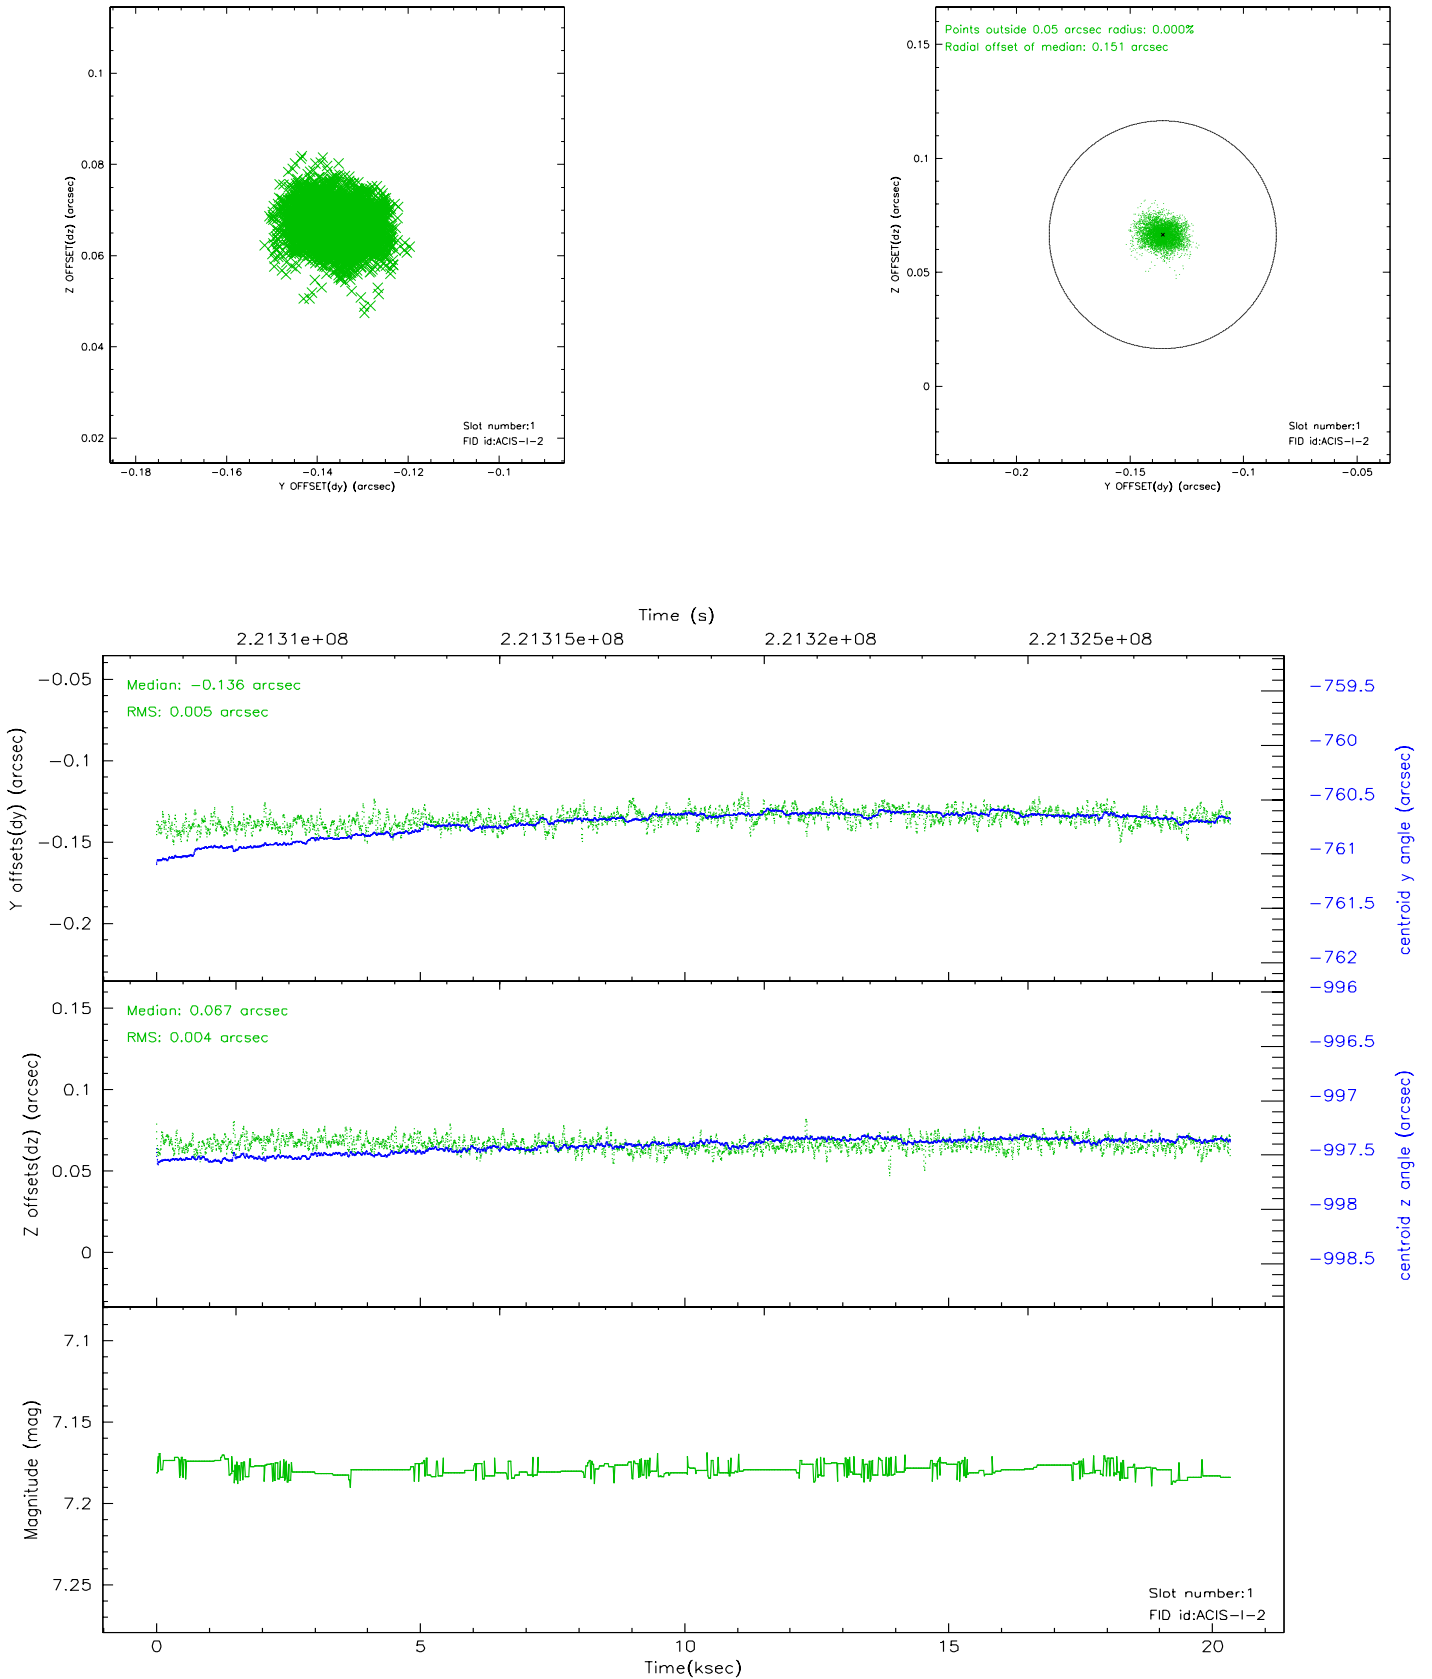 0.1
0.08
0.06
0.04
0.02
Z OFFSET(dz) (arcsec)
Slot number:1
FID id:ACIS-I-2
-0.18 -0.16 -0.14 -0.12 -0.1
Y OFFSET(dy) (arcsec)
Points outside 0.05 arcsec radius: 0.000%
Radial offset of median: 0.151 arcsec
0.15
0.1
0.05
0
Z OFFSET(dz) (arcsec)
Slot number:1
FID id:ACIS-I-2
-0.2 -0.15 -0.1 -0.05
Y OFFSET(dy) (arcsec)
Time (s)
2.2131e+08 2.21315e+08 2.2132e+08 2.21325e+08
Median: -0.136 arcsec
RMS: 0.005 arcsec
-0.05
-0.1
-0.15
-0.2
Y offsets(dy) (arcsec)
-759.5
-760
-760.5
-761
-761.5
-762
centroid y angle (arcsec)
Median: 0.067 arcsec
RMS: 0.004 arcsec
0.15
0.1
0.05
0
Z offsets(dz) (arcsec)
-996
-996.5
-997
-997.5
-998
-998.5
centroid z angle (arcsec)
7.1
7.15
7.2
7.25
Magnitude (mag)
Slot number:1
FID id:ACIS-I-2
0 5 10 15 20
Time(ksec)